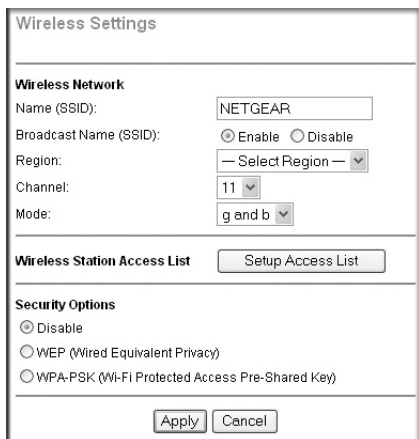 Wireless Settings
Wireless Network
Name (SSID): NETGEAR
Broadcast Name (SSID): Enable Disable
Region: — Select Region —
Channel: 11
Mode: g and b
Wireless Station Access List Setup Access List
Security Options
Disable
WEP (Wired Equivalent Privacy)
WPA-PSK (Wi-Fi Protected Access Pre-Shared Key)
Apply Cancel